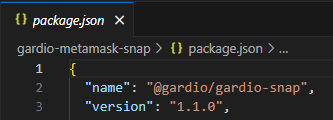 {} package.json
gardio-metamask-snap > {} package.json > ...
1 {
2 "name": "@gardio/gardio-snap",
3 "version": "1.1.0",